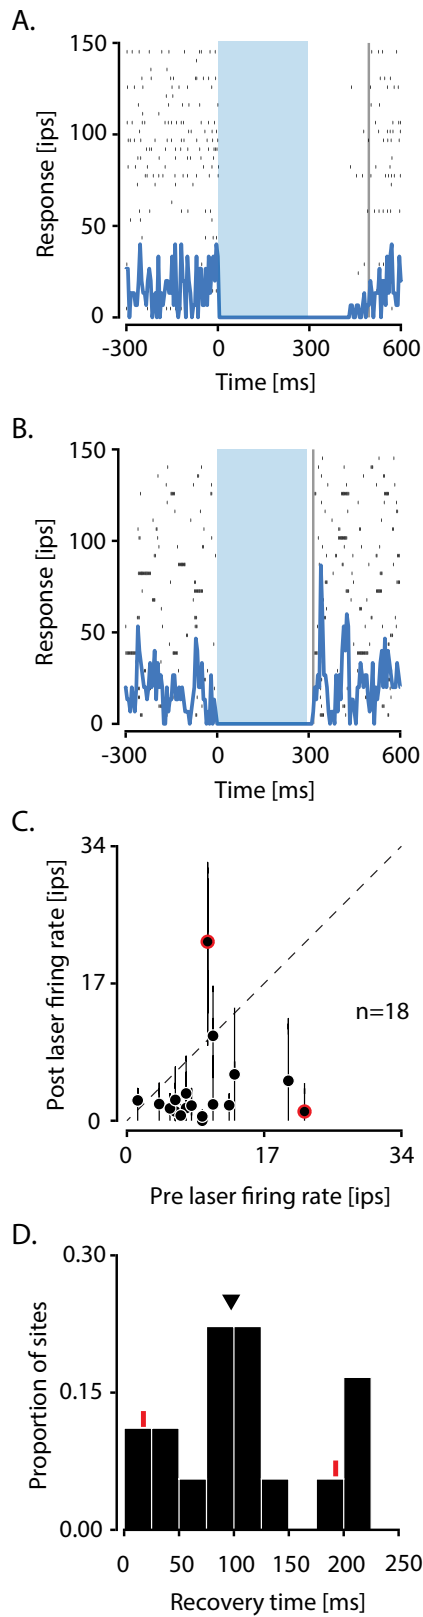 A.
150
100
50
0
Response [ips]
-300 0 300 600
Time [ms]
B.
150
100
50
0
Response [ips]
-300 0 300 600
Time [ms]
C.
34
17
0
Post laser firing rate [ips]
n=18
0 17 34
Pre laser firing rate [ips]
D.
0.30
0.15
0.00
Proportion of sites
0 50 100 150 200 250
Recovery time [ms]